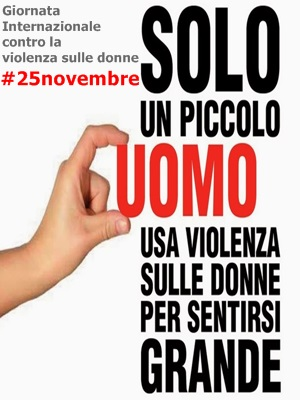 Giornata
Internazionale
contro la
violenza sulle donne
#25novembre
SOLO
UN PICCOLO
UOMO
USA VIOLENZA
SULLE DONNE
PER SENTIRSI
GRANDE